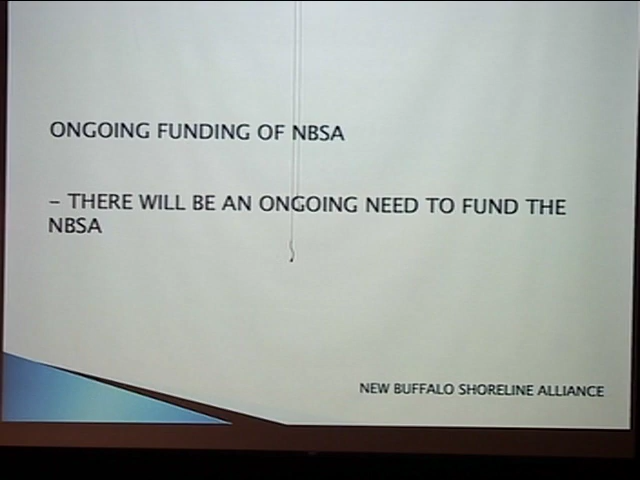 ONGOING FUNDING OF NBSA
– THERE WILL BE AN ONGOING NEED TO FUND THE
NBSA
NEW BUFFALO SHORELINE ALLIANCE